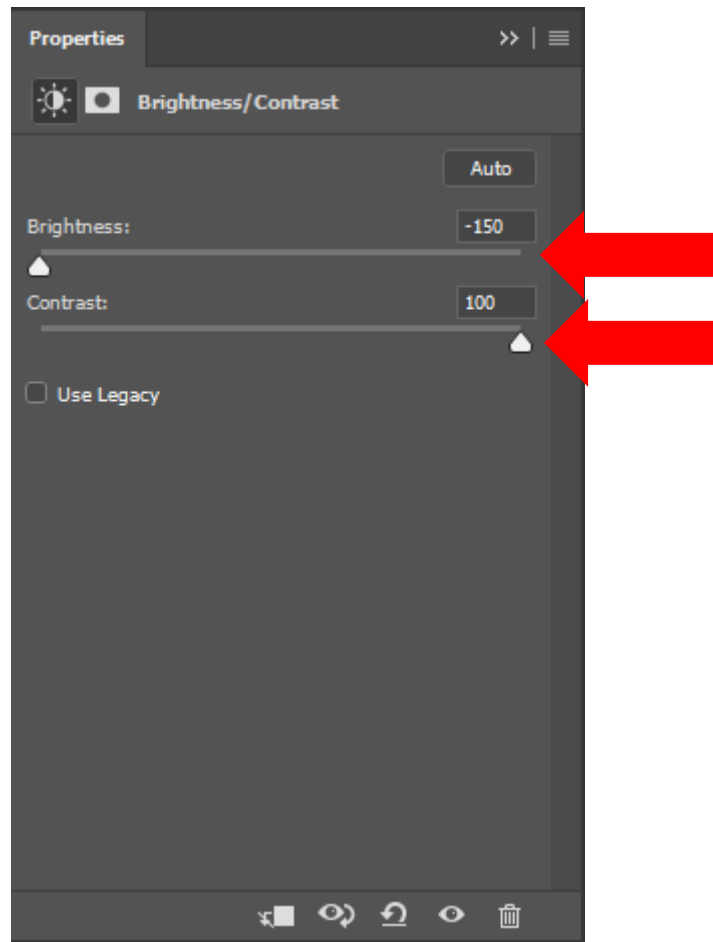 Properties
Brightness/Contrast
Auto
Brightness: -150
Contrast: 100
Use Legacy